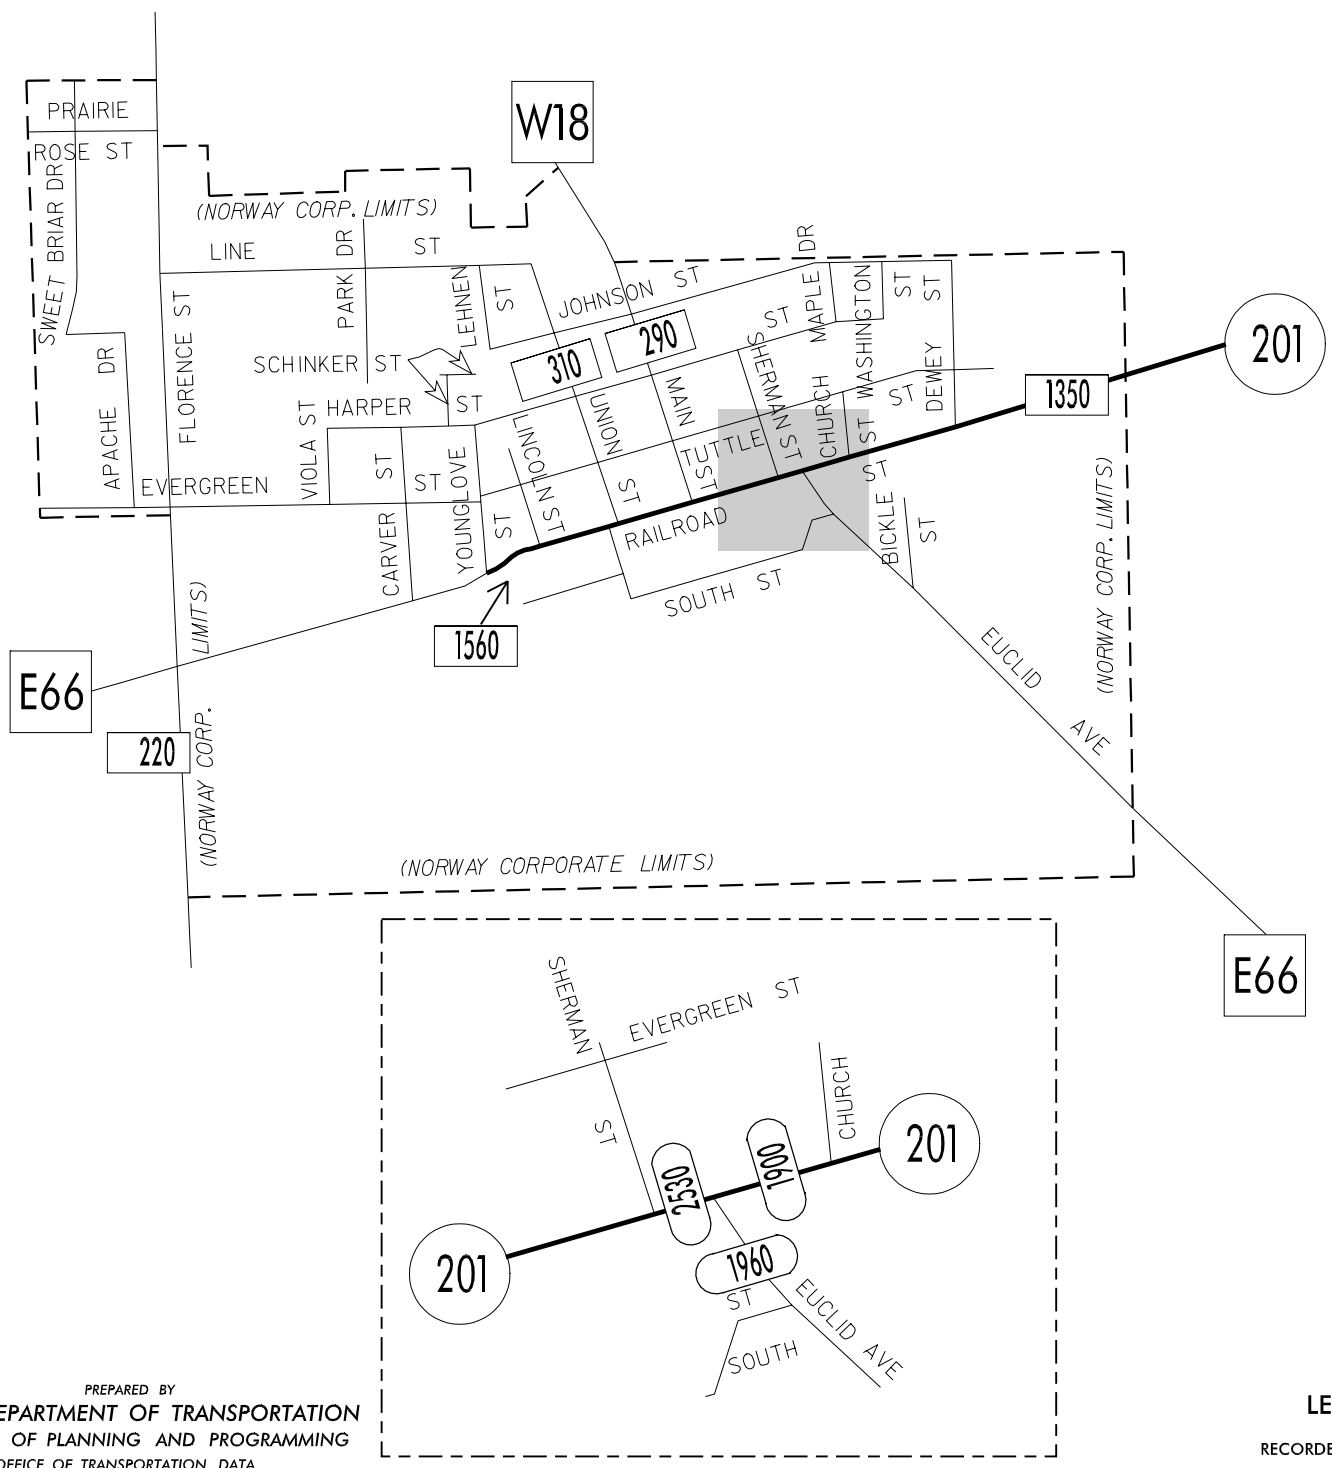 W18
PRAIRIE
ROSE ST
SWEET BRIAR DR
(NORWAY CORP. LIMITS)
LINE ST
PARK DR
LEHNEN ST
JOHNSON ST
ST
MAPLE DR
WASHINGTON ST
DEWEY ST
201
FLORENCE ST
APACHE DR
SCHINKER ST
310
290
1350
SHERMAN ST
CHURCH ST
HARPER ST
VIOLA ST
UNION ST
MAIN ST
LINCOLN ST
TUTTLE ST
EVERGREEN ST
CARVER ST
YOUNGLOVE ST
RAILROAD ST
BICKLE ST
SOUTH ST
(NORWAY CORP. LIMITS)
1560
EUCLID AVE
E66
220
(NORWAY CORP. LIMITS)
(NORWAY CORPORATE LIMITS)
E66
SHERMAN ST
EVERGREEN ST
CHURCH
201
1900
2530
201
1960
ST
SOUTH
EUCLID AVE
PREPARED BY
EPARTMENT OF TRANSPORTATION
OF PLANNING AND PROGRAMMING
OFFICE OF TRANSPORTATION DATA
LE
RECORDE